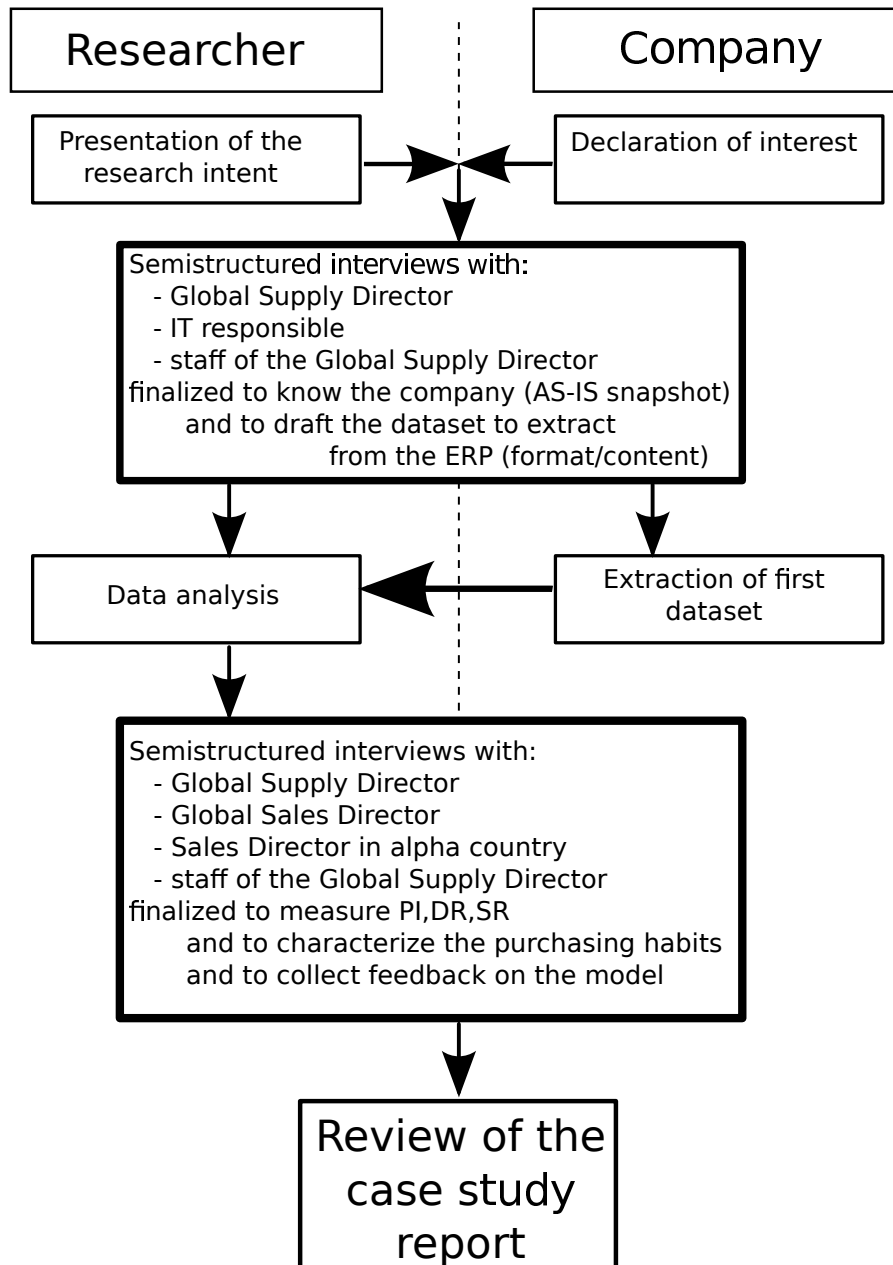 Researcher
Company
Presentation of the
research intent
Declaration of interest
Semistructured interviews with:
- Global Supply Director
- IT responsible
- staff of the Global Supply Director
finalized to know the company (AS-IS snapshot)
and to draft the dataset to extract
from the ERP (format/content)
Data analysis
Extraction of first
dataset
Semistructured interviews with:
- Global Supply Director
- Global Sales Director
- Sales Director in alpha country
- staff of the Global Supply Director
finalized to measure PI,DR,SR
and to characterize the purchasing habits
and to collect feedback on the model
Review of the
case study
report